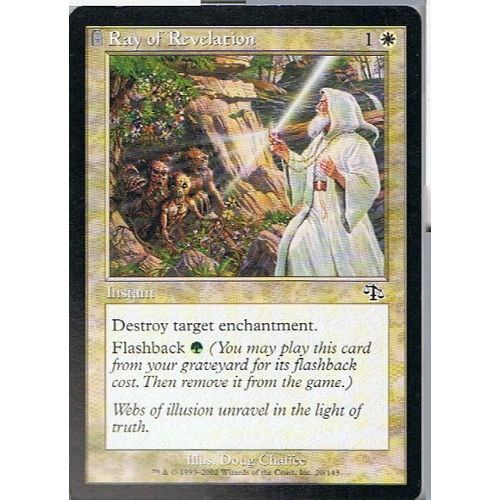 Ray of Revelation 1
Instant
Destroy target enchantment.
Flashback (You may play this card
from your graveyard for its flashback
cost. Then remove it from the game.)
Webs of illusion unravel in the light of
truth.
Illus. Doug Chaffee
™ & © 1993-2002 Wizards of the Coast, Inc. 20/143